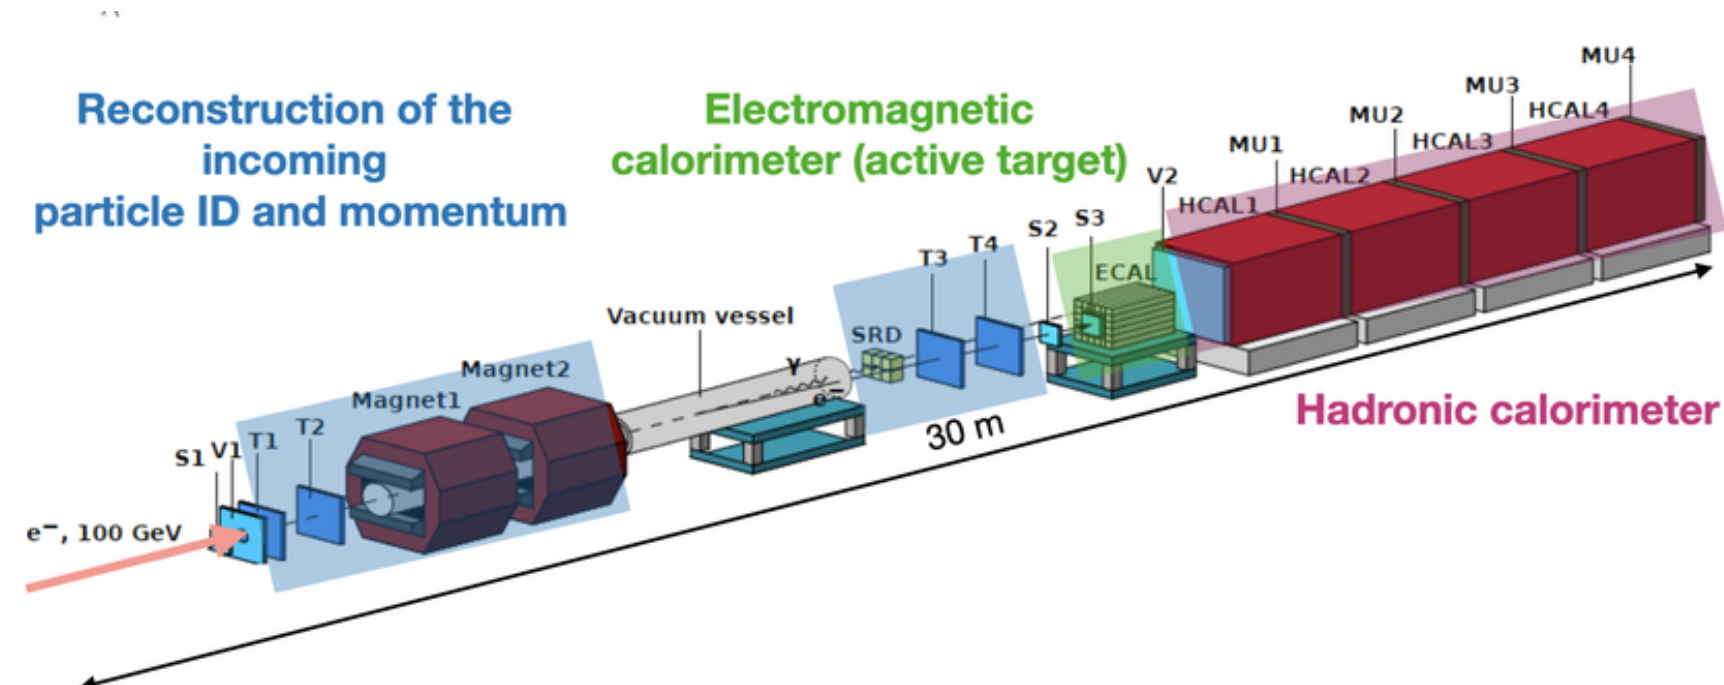 Reconstruction of the
incoming
particle ID and momentum
Electromagnetic
calorimeter (active target)
Hadronic calorimeter
e⁻, 100 GeV
S1
V1
T1
T2
Magnet1
Magnet2
Vacuum vessel
γ
e⁻
SRD
T3
T4
S2
S3
ECAL
V2
HCAL1
MU1
HCAL2
MU2
HCAL3
MU3
HCAL4
MU4
30 m